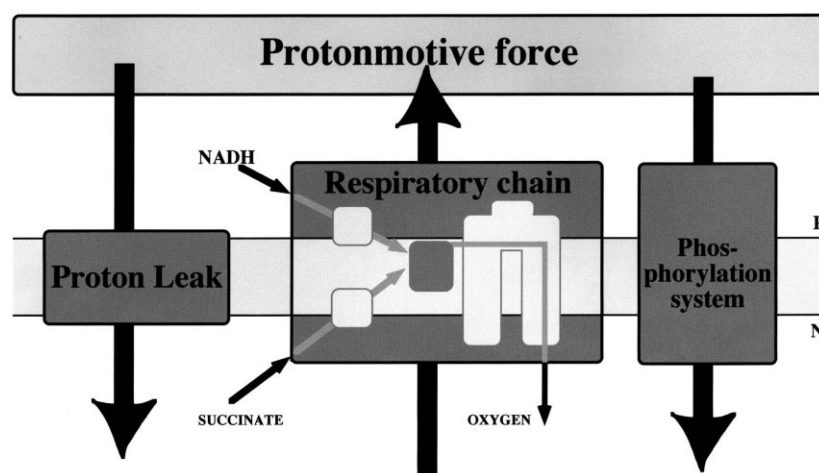 Protonmotive force
NADH
Respiratory chain
Proton Leak
Phos-
phorylation
system
N
SUCCINATE
OXYGEN